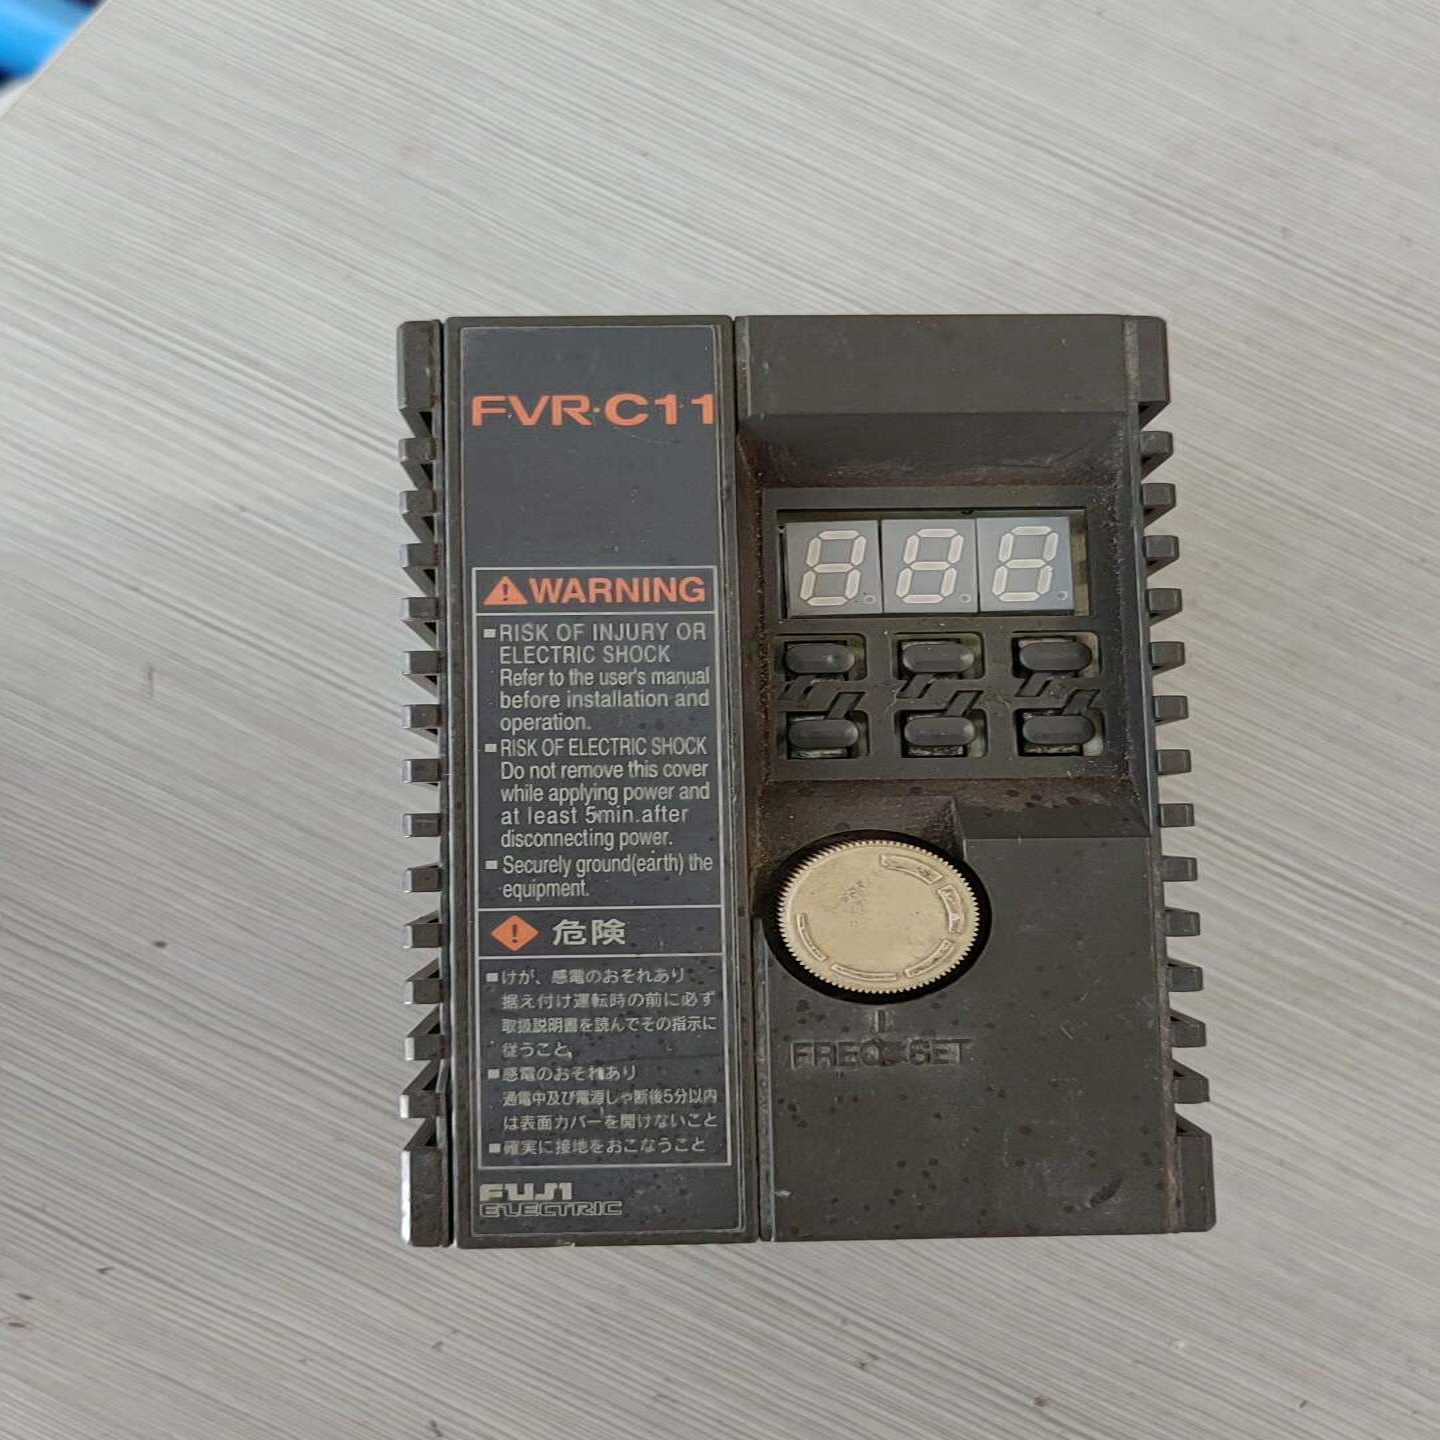 FVR·C11
WARNING
RISK OF INJURY OR
ELECTRIC SHOCK
Refer to the user's manual
before installation and
operation.
RISK OF ELECTRIC SHOCK
Do not remove this cover
while applying power and
at least 5min.after
disconnecting power.
Securely ground(earth) the
equipment.
危険
けが、感電のおそれあり
据え付け運転時の前に必ず
取扱説明書を読んでその指示に
従うこと。
感電のおそれあり
通電中及び電源しゃ断後5分以内
は表面カバーを開けないこと
確実に接地をおこなうこと
FUJI
ELECTRIC
FREQ. SET